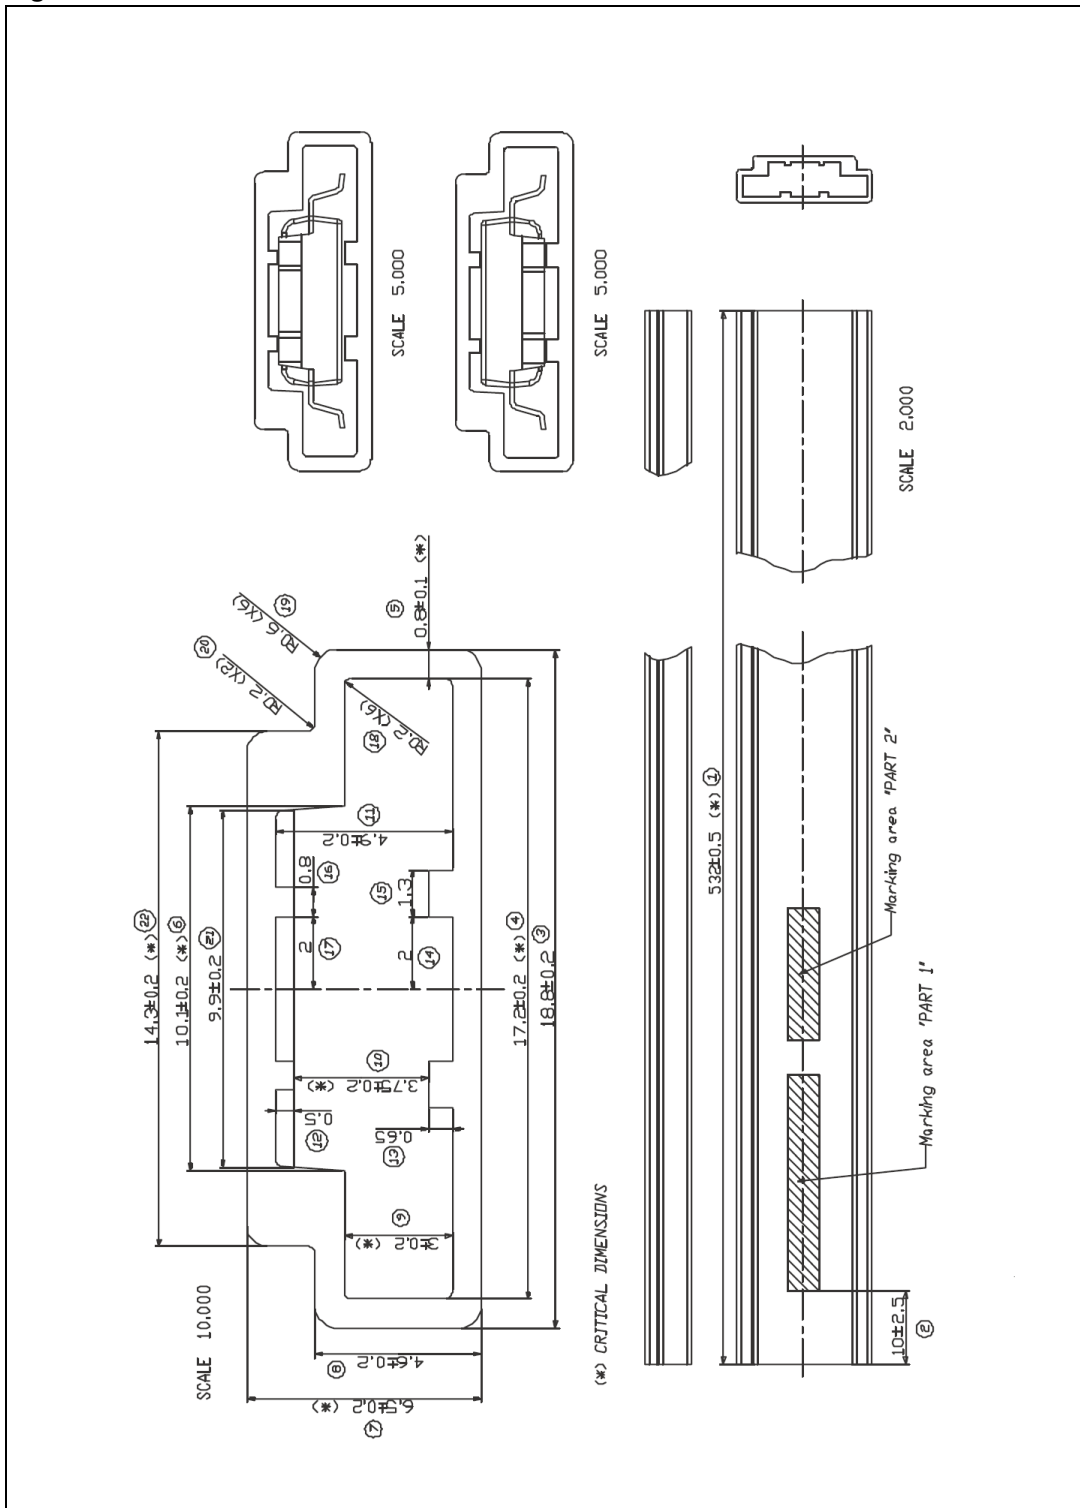 SCALE 5.000
SCALE 5.000
SCALE 2.000
SCALE 10.000
14.3±0.2 (*) 22
10.1±0.2 (*) 6
9.9±0.2 21
R0.2 (X2) 20
R0.6 (X6) 19
0.8±0.1 (*) 5
R0.2 (X6) 18
4.9±0.2 11
0.8 16
2 17
1.3 15
2 14
3.75±0.2 (*) 10
0.5 12
0.65 13
3±0.2 (*) 9
4.6±0.2 8
6.5±0.2 (*) 7
17.2±0.2 (*) 4
18.8±0.2 3
(*) CRITICAL DIMENSIONS
532±0.5 (*) 1
Marking area "PART 2"
Marking area "PART 1"
10±2.5 2